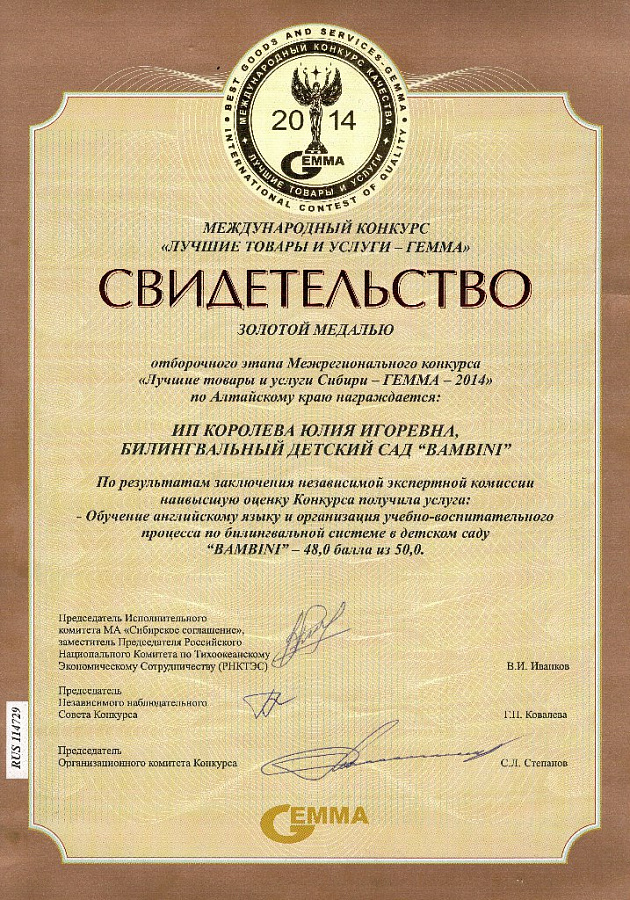 BEST GOODS AND SERVICES-GEMMA
INTERNATIONAL CONTEST OF QUALITY
МЕЖДУНАРОДНЫЙ КОНКУРС КАЧЕСТВА
ЛУЧШИЕ ТОВАРЫ И УСЛУГИ
2014
GEMMA
МЕЖДУНАРОДНЫЙ КОНКУРС
«ЛУЧШИЕ ТОВАРЫ И УСЛУГИ – ГЕММА»
СВИДЕТЕЛЬСТВО
ЗОЛОТОЙ МЕДАЛЬЮ
отборочного этапа Межрегионального конкурса
«Лучшие товары и услуги Сибири – ГЕММА – 2014»
по Алтайскому краю награждается:
ИП КОРОЛЕВА ЮЛИЯ ИГОРЕВНА,
БИЛИНГВАЛЬНЫЙ ДЕТСКИЙ САД “BAMBINI”
По результатам заключения независимой экспертной комиссии
наивысшую оценку Конкурса получила услуга:
- Обучение английскому языку и организация учебно-воспитательного
процесса по билингвальной системе в детском саду
“BAMBINI” – 48,0 балла из 50,0.
Председатель Исполнительного
комитета МА «Сибирское соглашение»,
заместитель Председателя Российского
Национального Комитета по Тихоокеанскому
Экономическому Сотрудничеству (РНКТЭС)
В.И. Иванков
Председатель
Независимого наблюдательного
Совета Конкурса
Г.П. Ковалева
Председатель
Организационного комитета Конкурса
С.Л. Степанов
RUS 114729
GEMMA